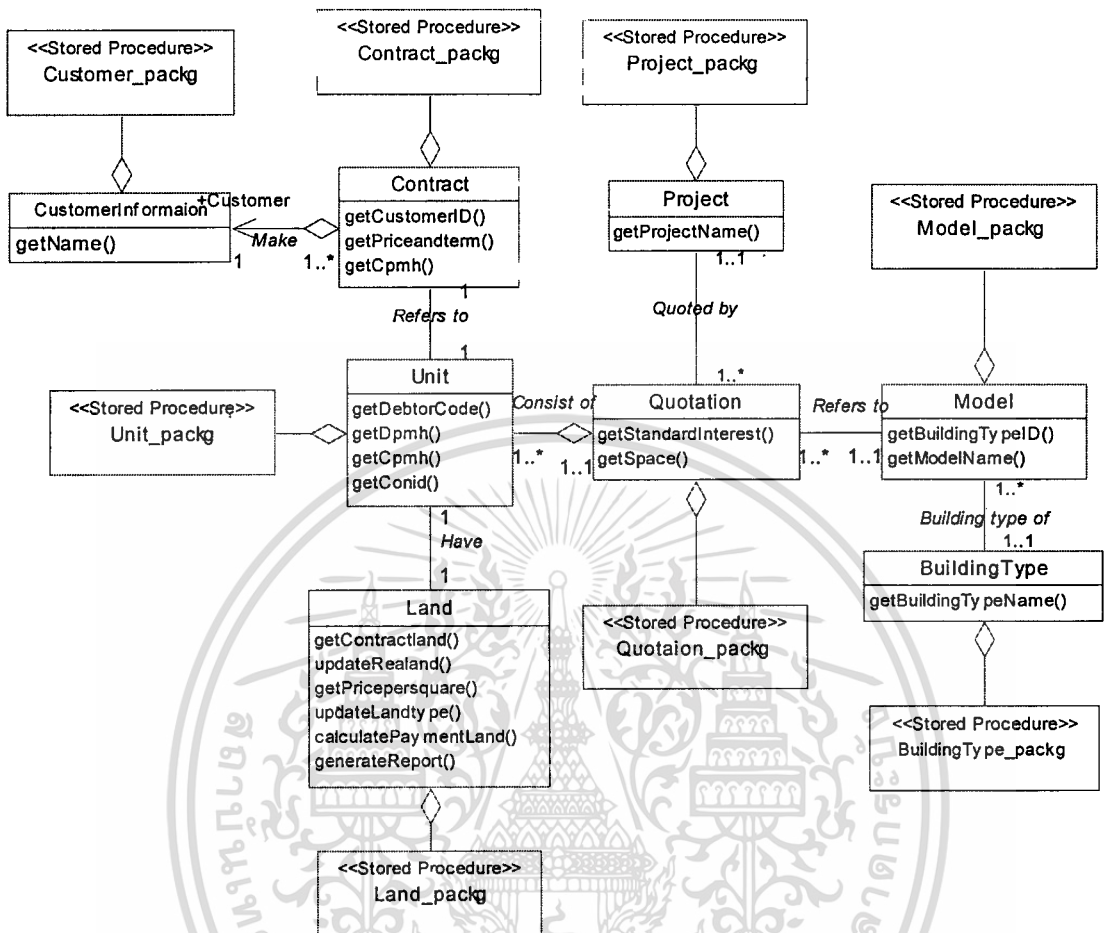 <<Stored Procedure>>
Customer_packg
<<Stored Procedure>>
Contract_packg
<<Stored Procedure>>
Project_packg
<<Stored Procedure>>
Model_packg
CustomerInformaion
getName()
+Customer
Make
1
1..*
Contract
getCustomerID()
getPriceandterm()
getCpmh()
1
Refers to
1
Project
getProjectName()
1..1
Quoted by
1..*
<<Stored Procedure>>
Unit_packg
Unit
getDebtorCode()
getDpmh()
getCpmh()
getConid()
Consist of
1..*
1..1
Quotation
getStandardInterest()
getSpace()
Refers to
1..*
1..1
Model
getBuildingTypeID()
getModelName()
1..*
Building type of
1..1
BuildingType
getBuildingTypeName()
1
Have
1
Land
getContractland()
updateRealand()
getPricepersquare()
updateLandtype()
calculatePaymentLand()
generateReport()
<<Stored Procedure>>
Quotaion_packg
<<Stored Procedure>>
BuildingType_packg
<<Stored Procedure>>
Land_packg